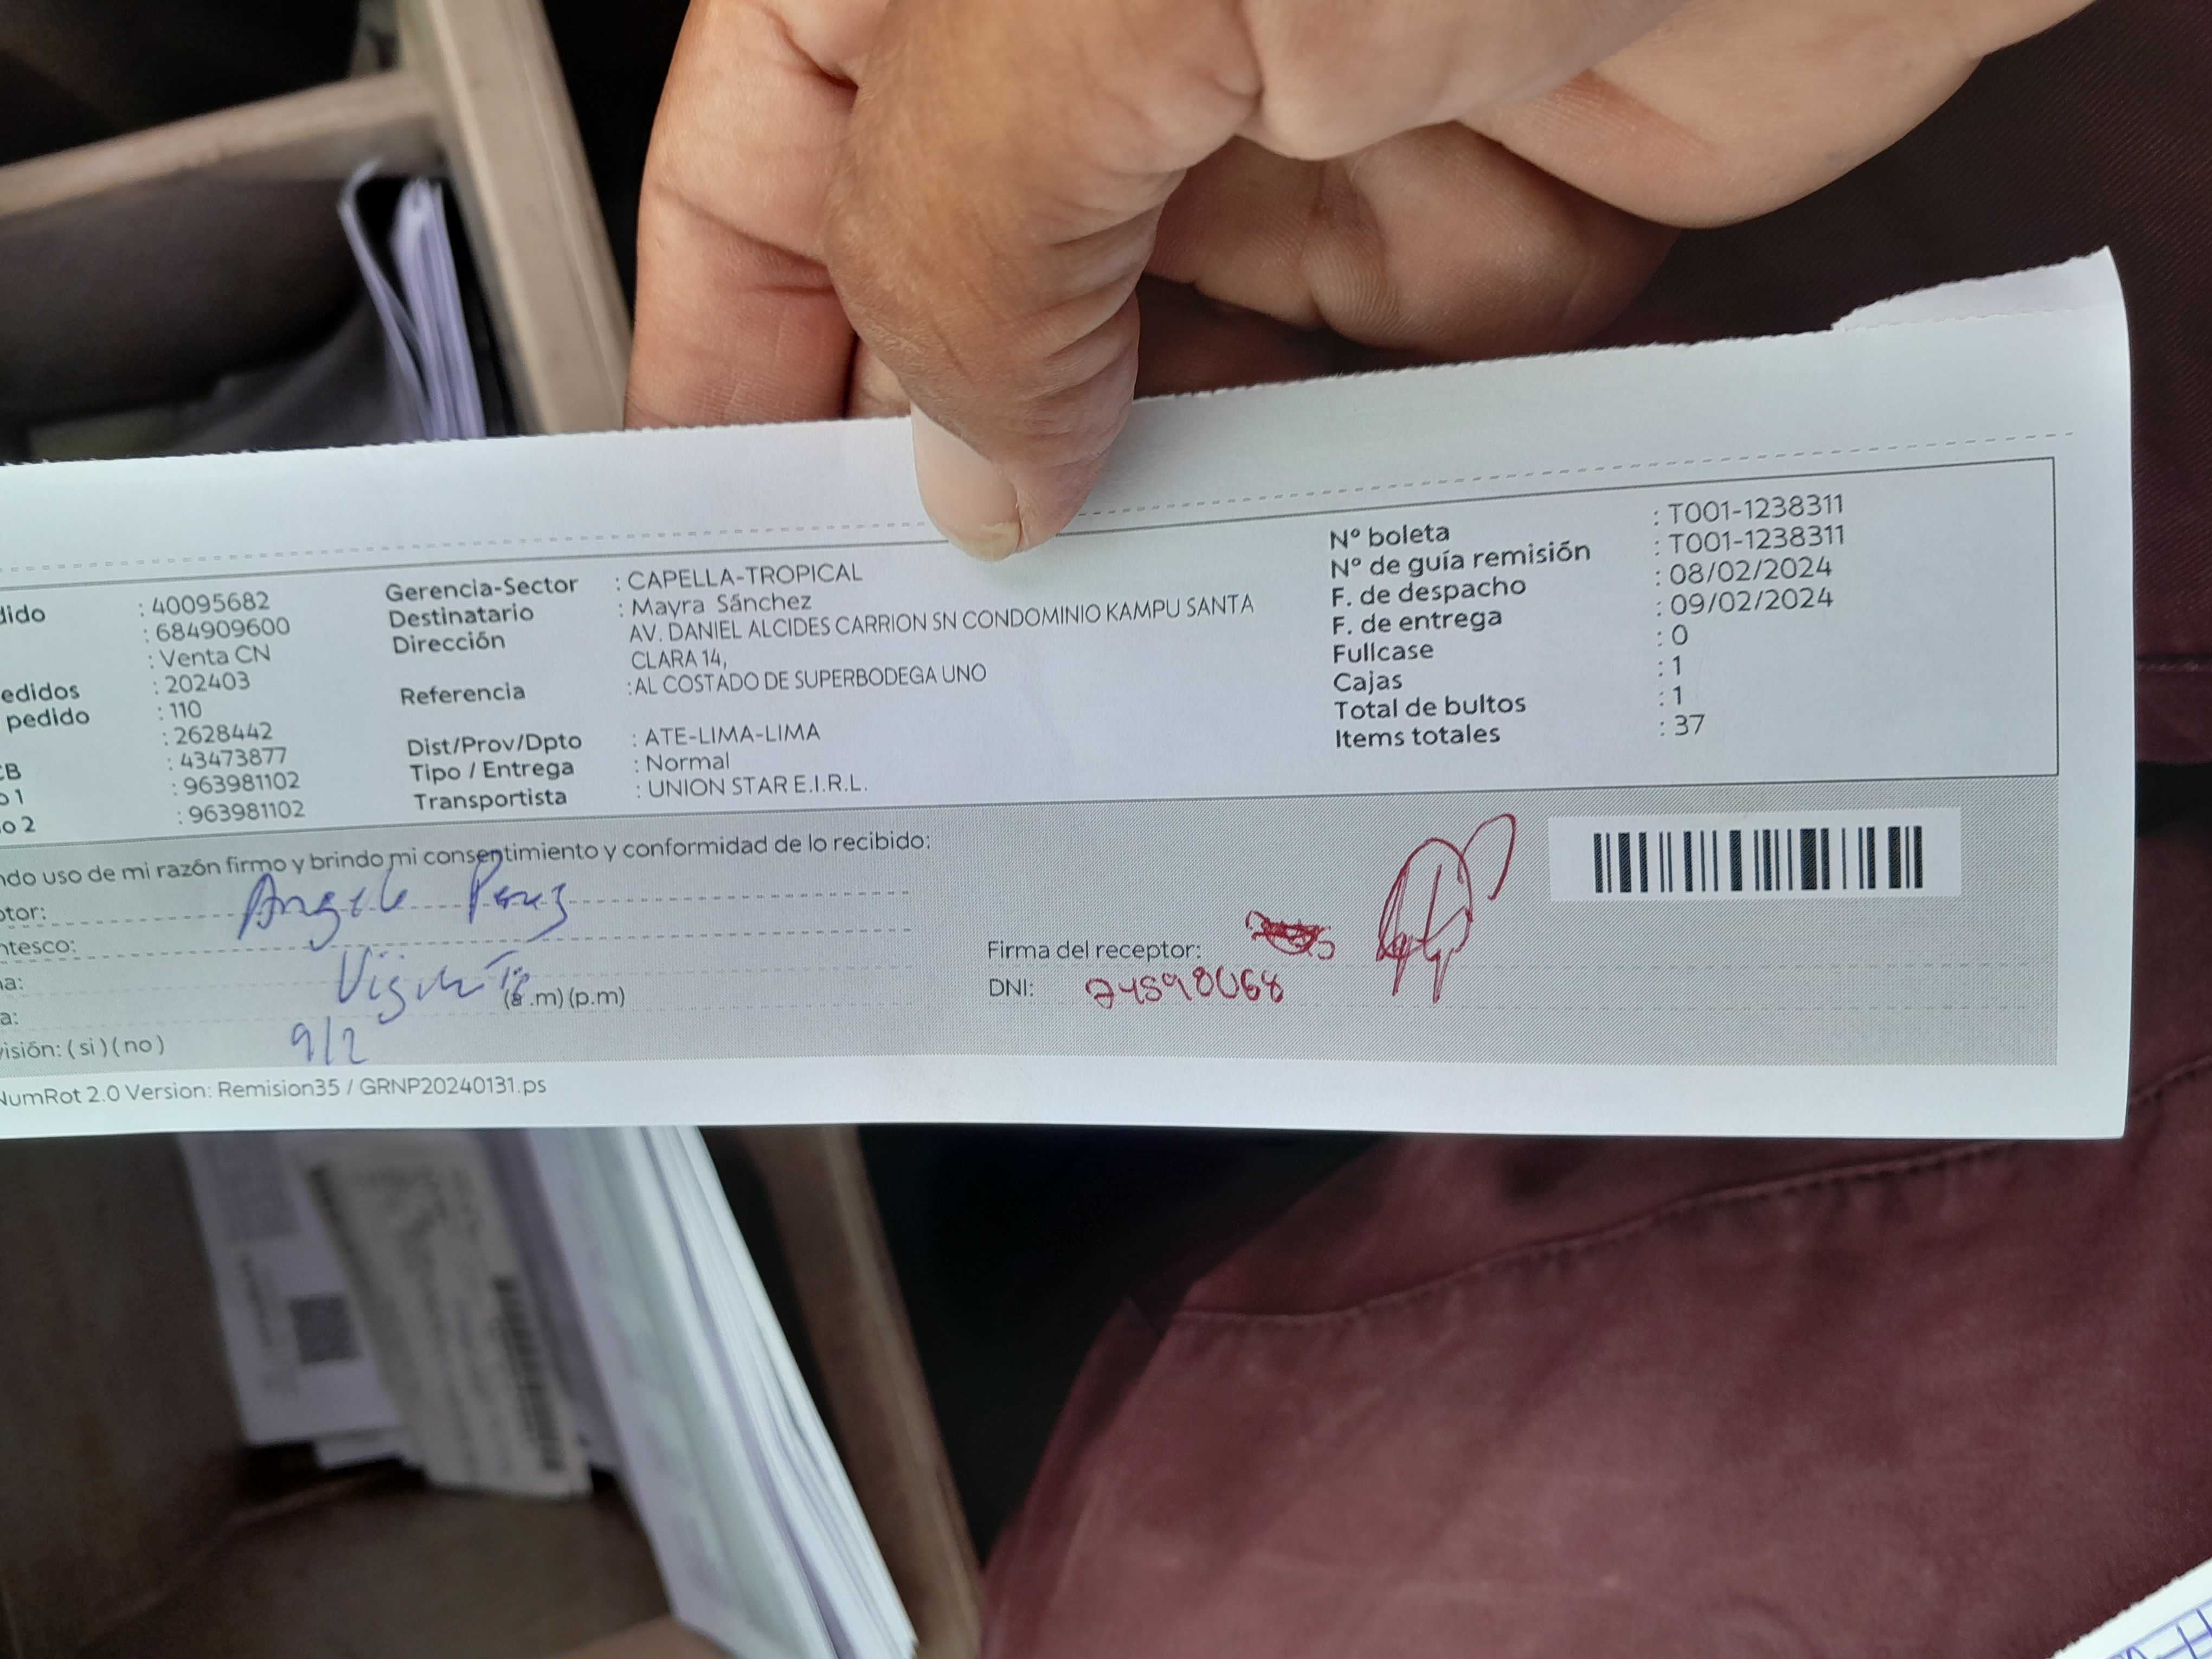 dido : 40095682
: 684909600
: Venta CN
edidos : 202403
pedido : 110
: 2628442
CB : 43473877
o 1 : 963981102
o 2 : 963981102
Gerencia-Sector : CAPELLA-TROPICAL
Destinatario : Mayra Sánchez
Dirección AV. DANIEL ALCIDES CARRION SN CONDOMINIO KAMPU SANTA
CLARA 14,
Referencia : AL COSTADO DE SUPERBODEGA UNO
Dist/Prov/Dpto : ATE-LIMA-LIMA
Tipo / Entrega : Normal
Transportista : UNION STAR E.I.R.L.
Nº boleta : T001-1238311
Nº de guía remisión : T001-1238311
F. de despacho : 08/02/2024
F. de entrega : 09/02/2024
Fullcase : 0
Cajas : 1
Total de bultos : 1
Items totales : 37
ndo uso de mi razón firmo y brindo mi consentimiento y conformidad de lo recibido:
ptor: Angele Perez
ntesco:
na: (a.m) (p.m)
a:
visión: ( si ) ( no ) 9/2
Firma del receptor:
DNI: 74598068
NumRot 2.0 Version: Remision35 / GRNP20240131.ps